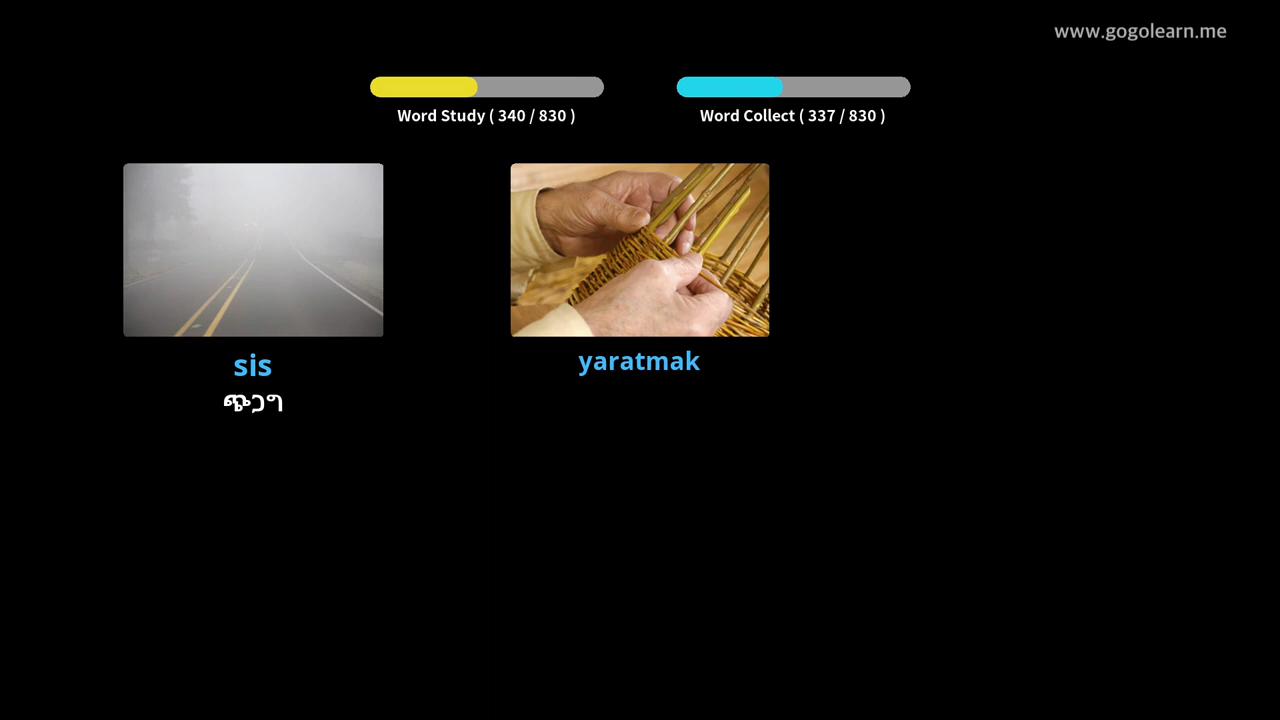 www.gogolearn.me
Word Study ( 340 / 830 )
Word Collect ( 337 / 830 )
sis
ጭጋግ
yaratmak